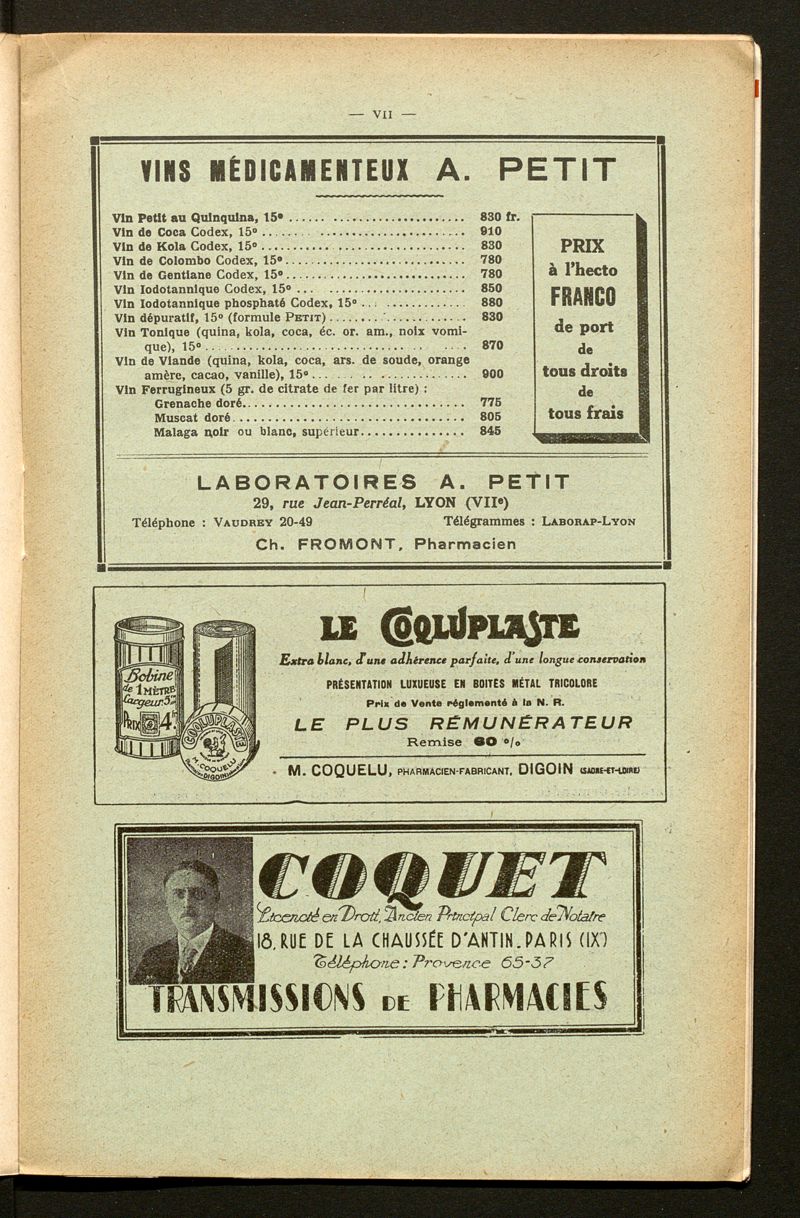 — VII —
VINS MÉDICAMENTEUX A. PETIT
Vin Petit au Quinquina, 15° ........................... 830 fr.
Vin de Coca Codex, 15° ........................... 910
Vin de Kola Codex, 15° ........................... 830
Vin de Colombo Codex, 15° ........................... 780
Vin de Gentiane Codex, 15° ........................... 780
Vin Iodotannique Codex, 15° ........................... 850
Vin Iodotannique phosphaté Codex, 15° ............... 880
Vin dépuratif, 15° (formule PETIT) ..................... 830
Vin Tonique (quina, kola, coca, éc. or. am., noix vomi-
que), 15° ................................... 870
Vin de Viande (quina, kola, coca, ars. de soude, orange
amère, cacao, vanille), 15° ..................... 900
Vin Ferrugineux (5 gr. de citrate de fer par litre) :
Grenache doré ............................... 775
Muscat doré ................................. 805
Malaga noir ou blanc, supérieur ............... 845
PRIX
à l'hecto
FRANCO
de port
de
tous droits
de
tous frais
LABORATOIRES A. PETIT
29, rue Jean-Perréal, LYON (VIIe)
Téléphone : VAUDREY 20-49 Télégrammes : LABORAP-LYON
Ch. FROMONT, Pharmacien
LE COQLUPLASTE
Extra blanc, d'une adhérence parfaite, d'une longue conservation
PRÉSENTATION LUXUEUSE EN BOITES MÉTAL TRICOLORE
Prix de Vente réglementé à la N. R.
LE PLUS RÉMUNÉRATEUR
Remise 60 %
M. COQUELU, PHARMACIEN-FABRICANT, DIGOIN (SAONE-ET-LOIRE)
Bobine
de 1 MÈTRE
Largeur 5cm
PRIX 4fr
COQLUPLASTE
M. COQUELU
DIGOIN
COQUET
Licencié en Droit, Ancien Principal Clerc de Notaire
18, RUE DE LA CHAUSSÉE D'ANTIN. PARIS (IX')
Téléphone : Provence 65-37
TRANSMISSIONS DE PHARMACIES